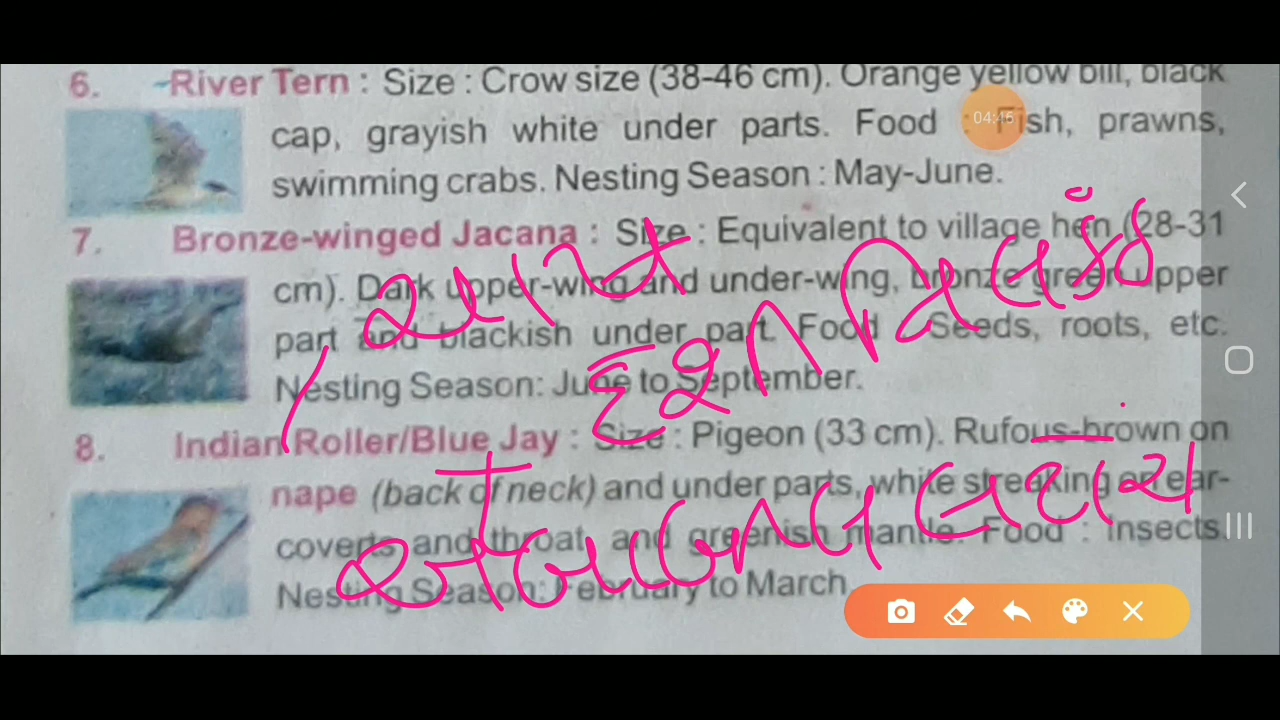 6. River Tern : Size : Crow size (38-46 cm). Orange yellow bill, black
04:46
cap, grayish white under parts. Food : Fish, prawns,
swimming crabs. Nesting Season : May-June.
7. Bronze-winged Jacana : Size : Equivalent to village hen (28-31
cm). Dark upper-wing and under-wing, bronze green upper
part and blackish under part. Food : Seeds, roots, etc.
Nesting Season: June to September.
8. Indian Roller/Blue Jay : Size : Pigeon (33 cm). Rufous-brown on
nape (back of neck) and under parts, white streaking on ear-
coverts and throat, and greenish mantle. Food : Insects.
Nesting Season: February to March.